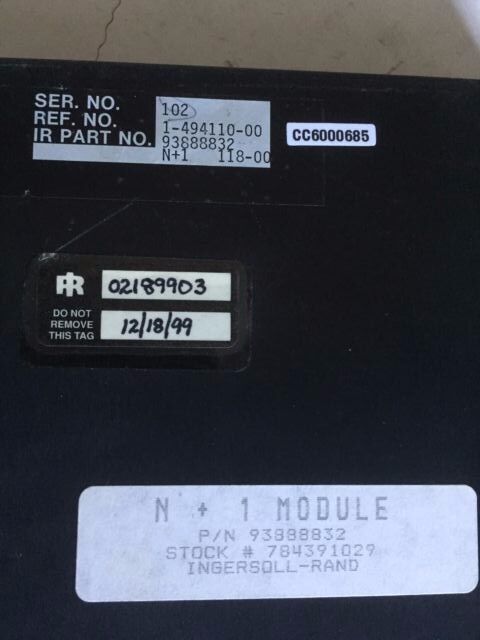 SER. NO. 102
REF. NO. 1-494110-00
IR PART NO. 93888832
N+1 118-00
CC6000685
IR 02189903
DO NOT
REMOVE
THIS TAG
12/18/99
N + 1 MODULE
P/N 93888832
STOCK # 784391029
INGERSOLL-RAND